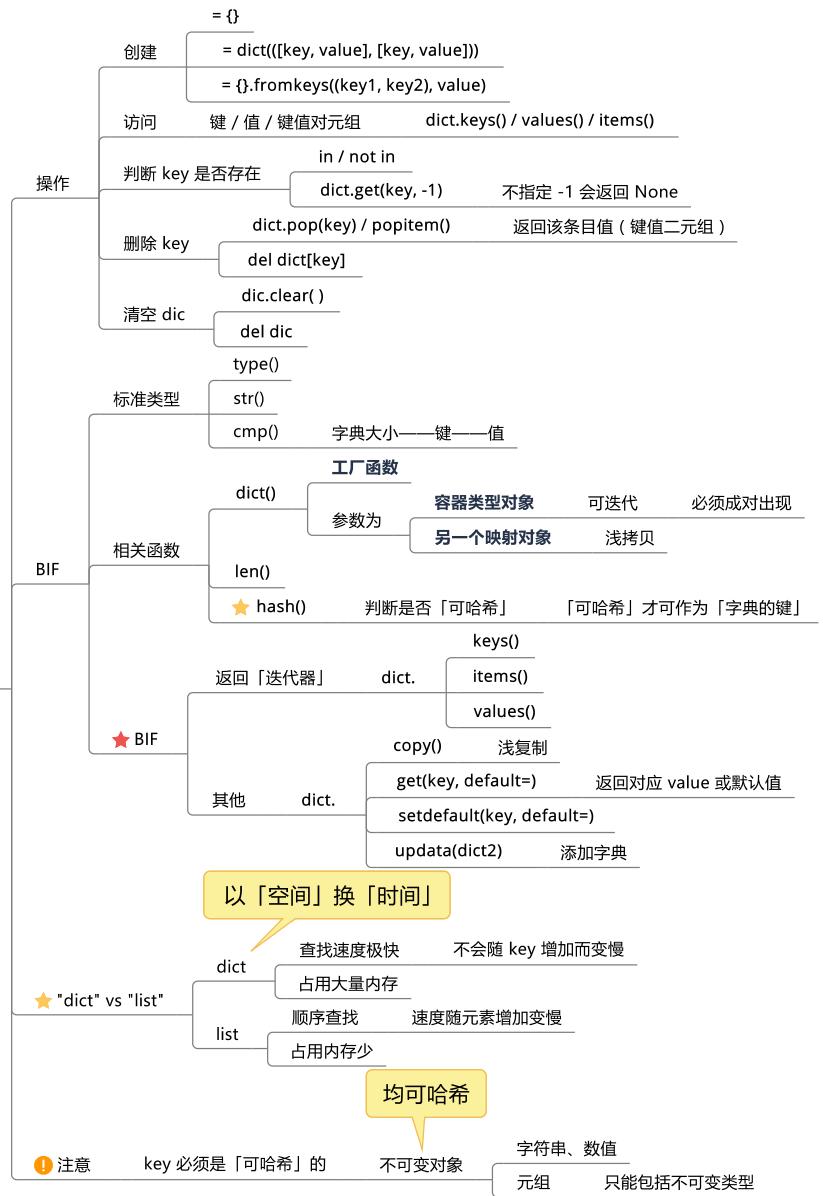 = {}
创建
= dict(([key, value], [key, value]))
= {}.fromkeys((key1, key2), value)
访问 键 / 值 / 键值对元组 dict.keys() / values() / items()
操作
判断 key 是否存在
in / not in
dict.get(key, -1) 不指定 -1 会返回 None
删除 key
dict.pop(key) / popitem() 返回该条目值（键值二元组）
del dict[key]
清空 dic
dic.clear( )
del dic
BIF
标准类型
type()
str()
cmp() 字典大小——键——值
相关函数
dict()
工厂函数
参数为
容器类型对象 可迭代 必须成对出现
另一个映射对象 浅拷贝
len()
hash() 判断是否「可哈希」 「可哈希」才可作为「字典的键」
BIF
返回「迭代器」 dict.
keys()
items()
values()
其他 dict.
copy() 浅复制
get(key, default=) 返回对应 value 或默认值
setdefault(key, default=)
updata(dict2) 添加字典
以「空间」换「时间」
"dict" vs "list"
dict
查找速度极快 不会随 key 增加而变慢
占用大量内存
list
顺序查找 速度随元素增加变慢
占用内存少
均可哈希
注意 key 必须是「可哈希」的 不可变对象
字符串、数值
元组 只能包括不可变类型